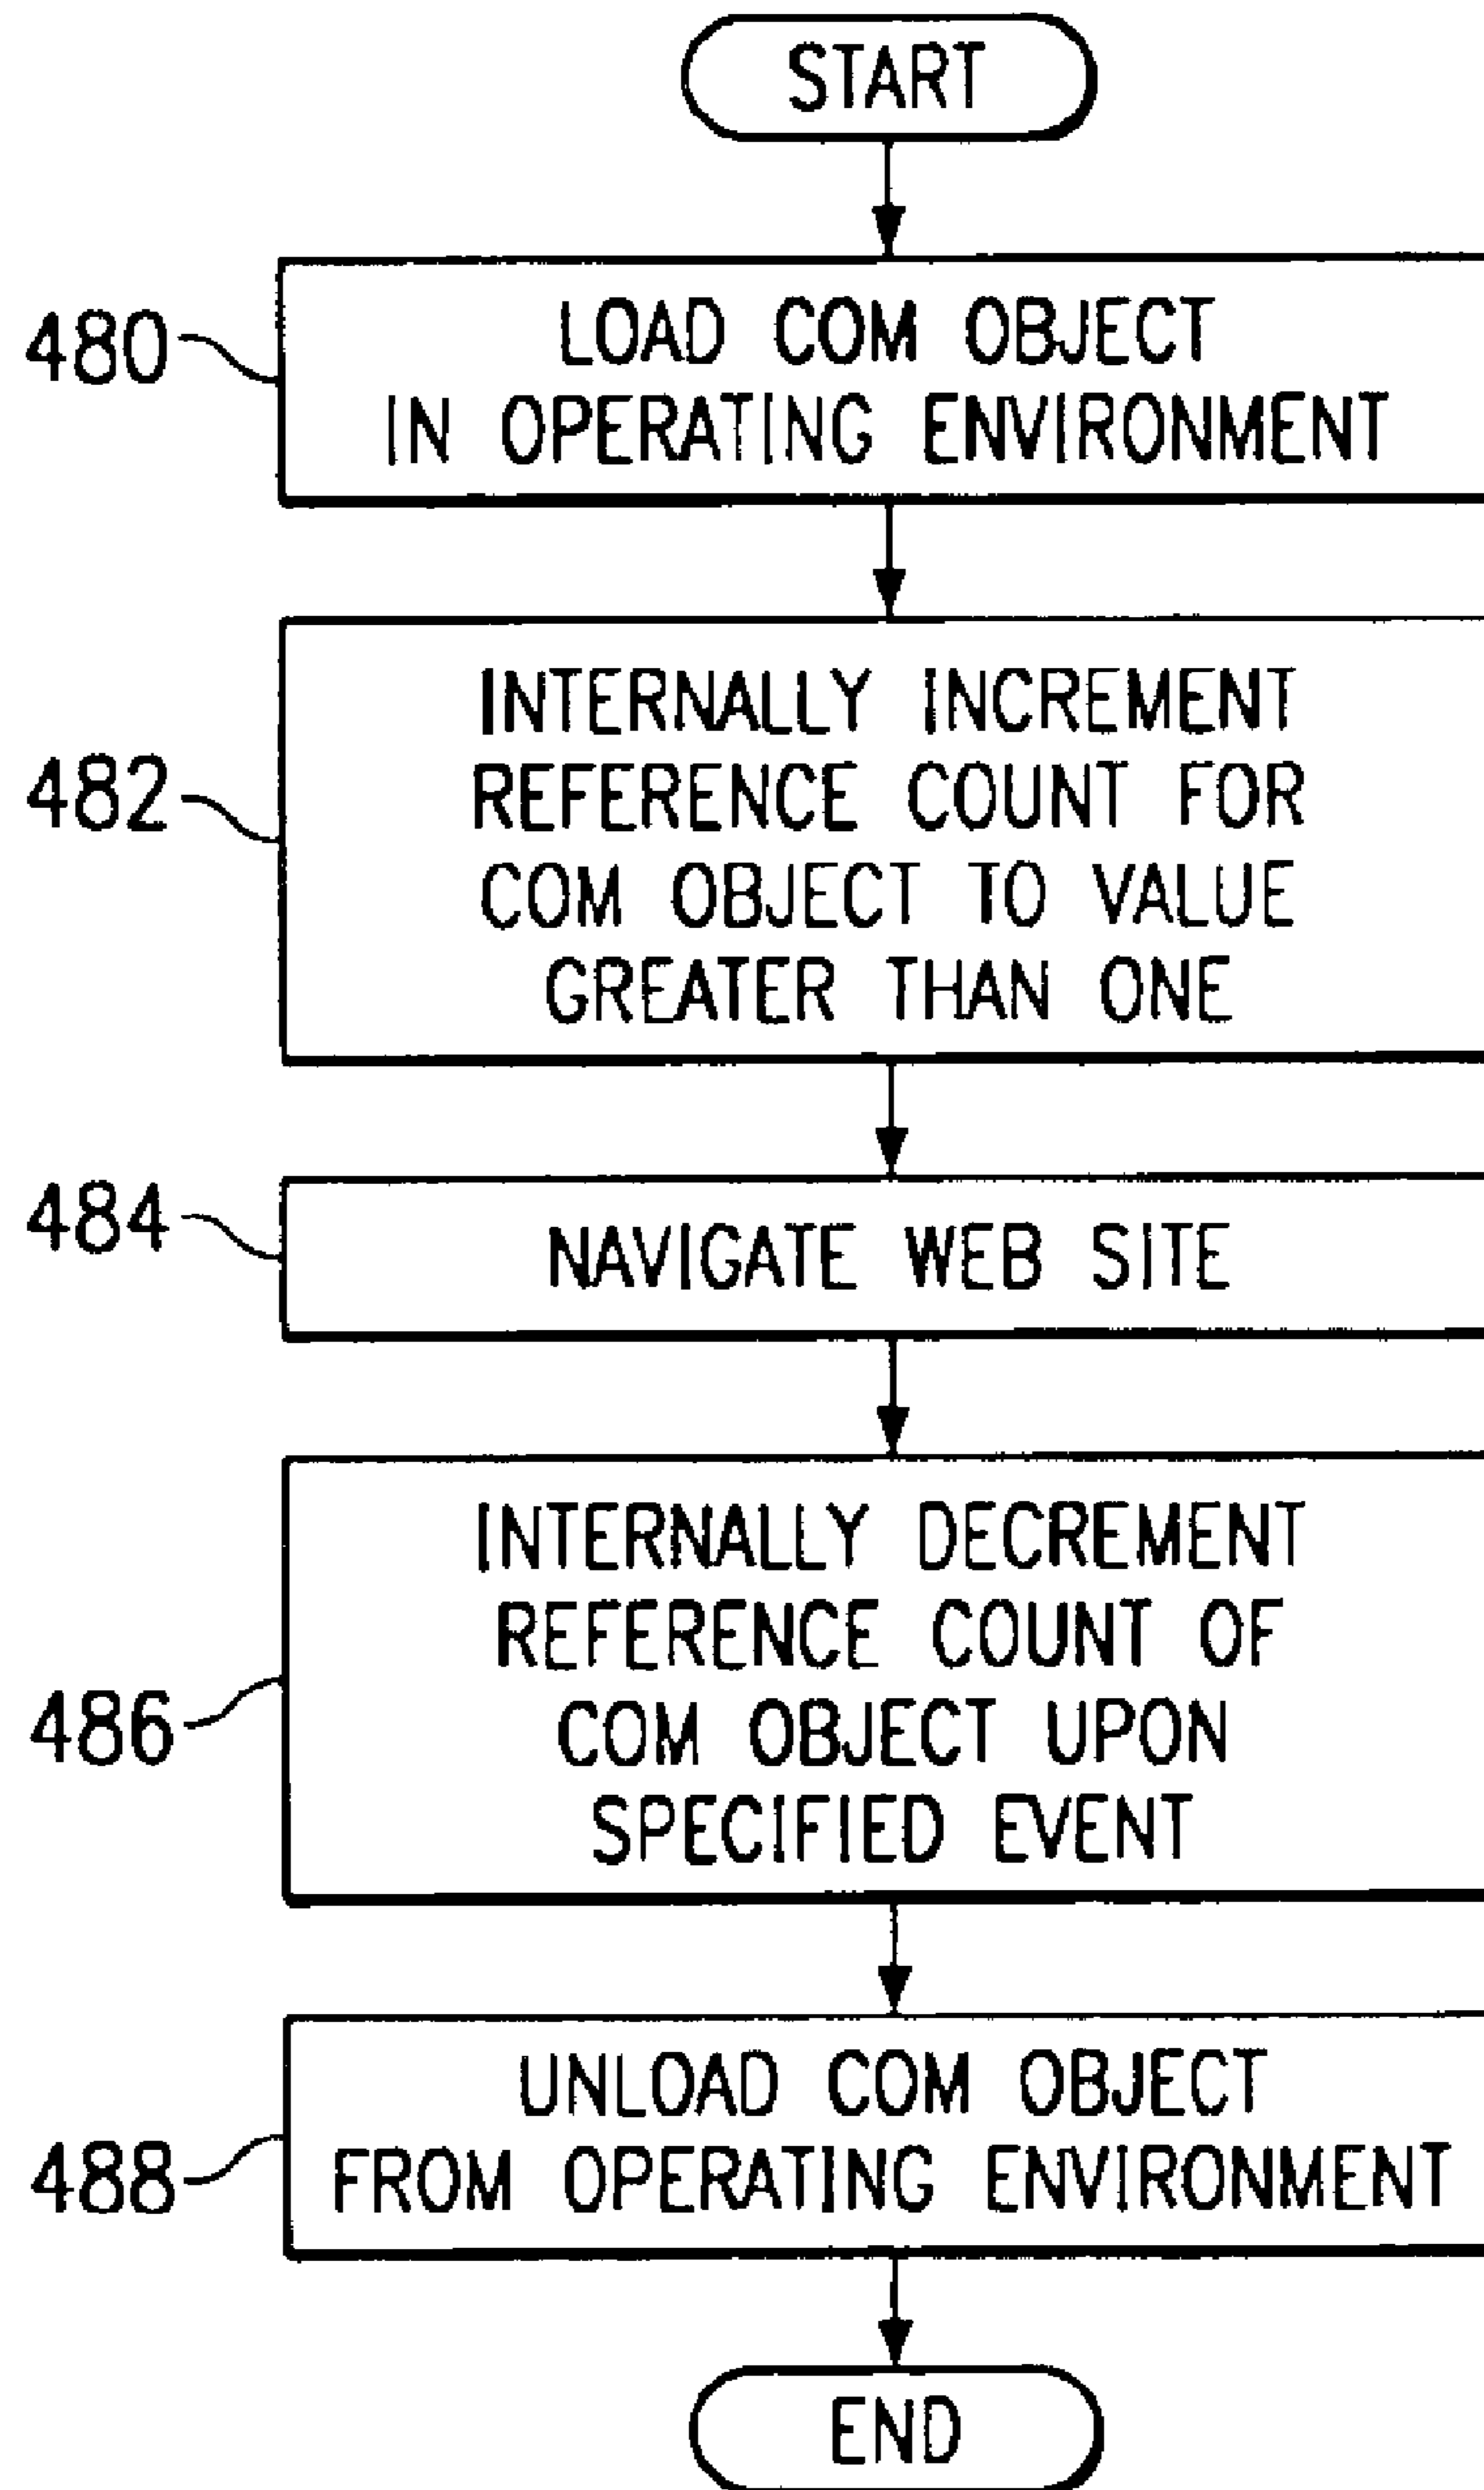 START
480
LOAD COM OBJECT
IN OPERATING ENVIRONMENT
482
INTERNALLY INCREMENT
REFERENCE COUNT FOR
COM OBJECT TO VALUE
GREATER THAN ONE
484
NAVIGATE WEB SITE
486
INTERNALLY DECREMENT
REFERENCE COUNT OF
COM OBJECT UPON
SPECIFIED EVENT
488
UNLOAD COM OBJECT
FROM OPERATING ENVIRONMENT
END